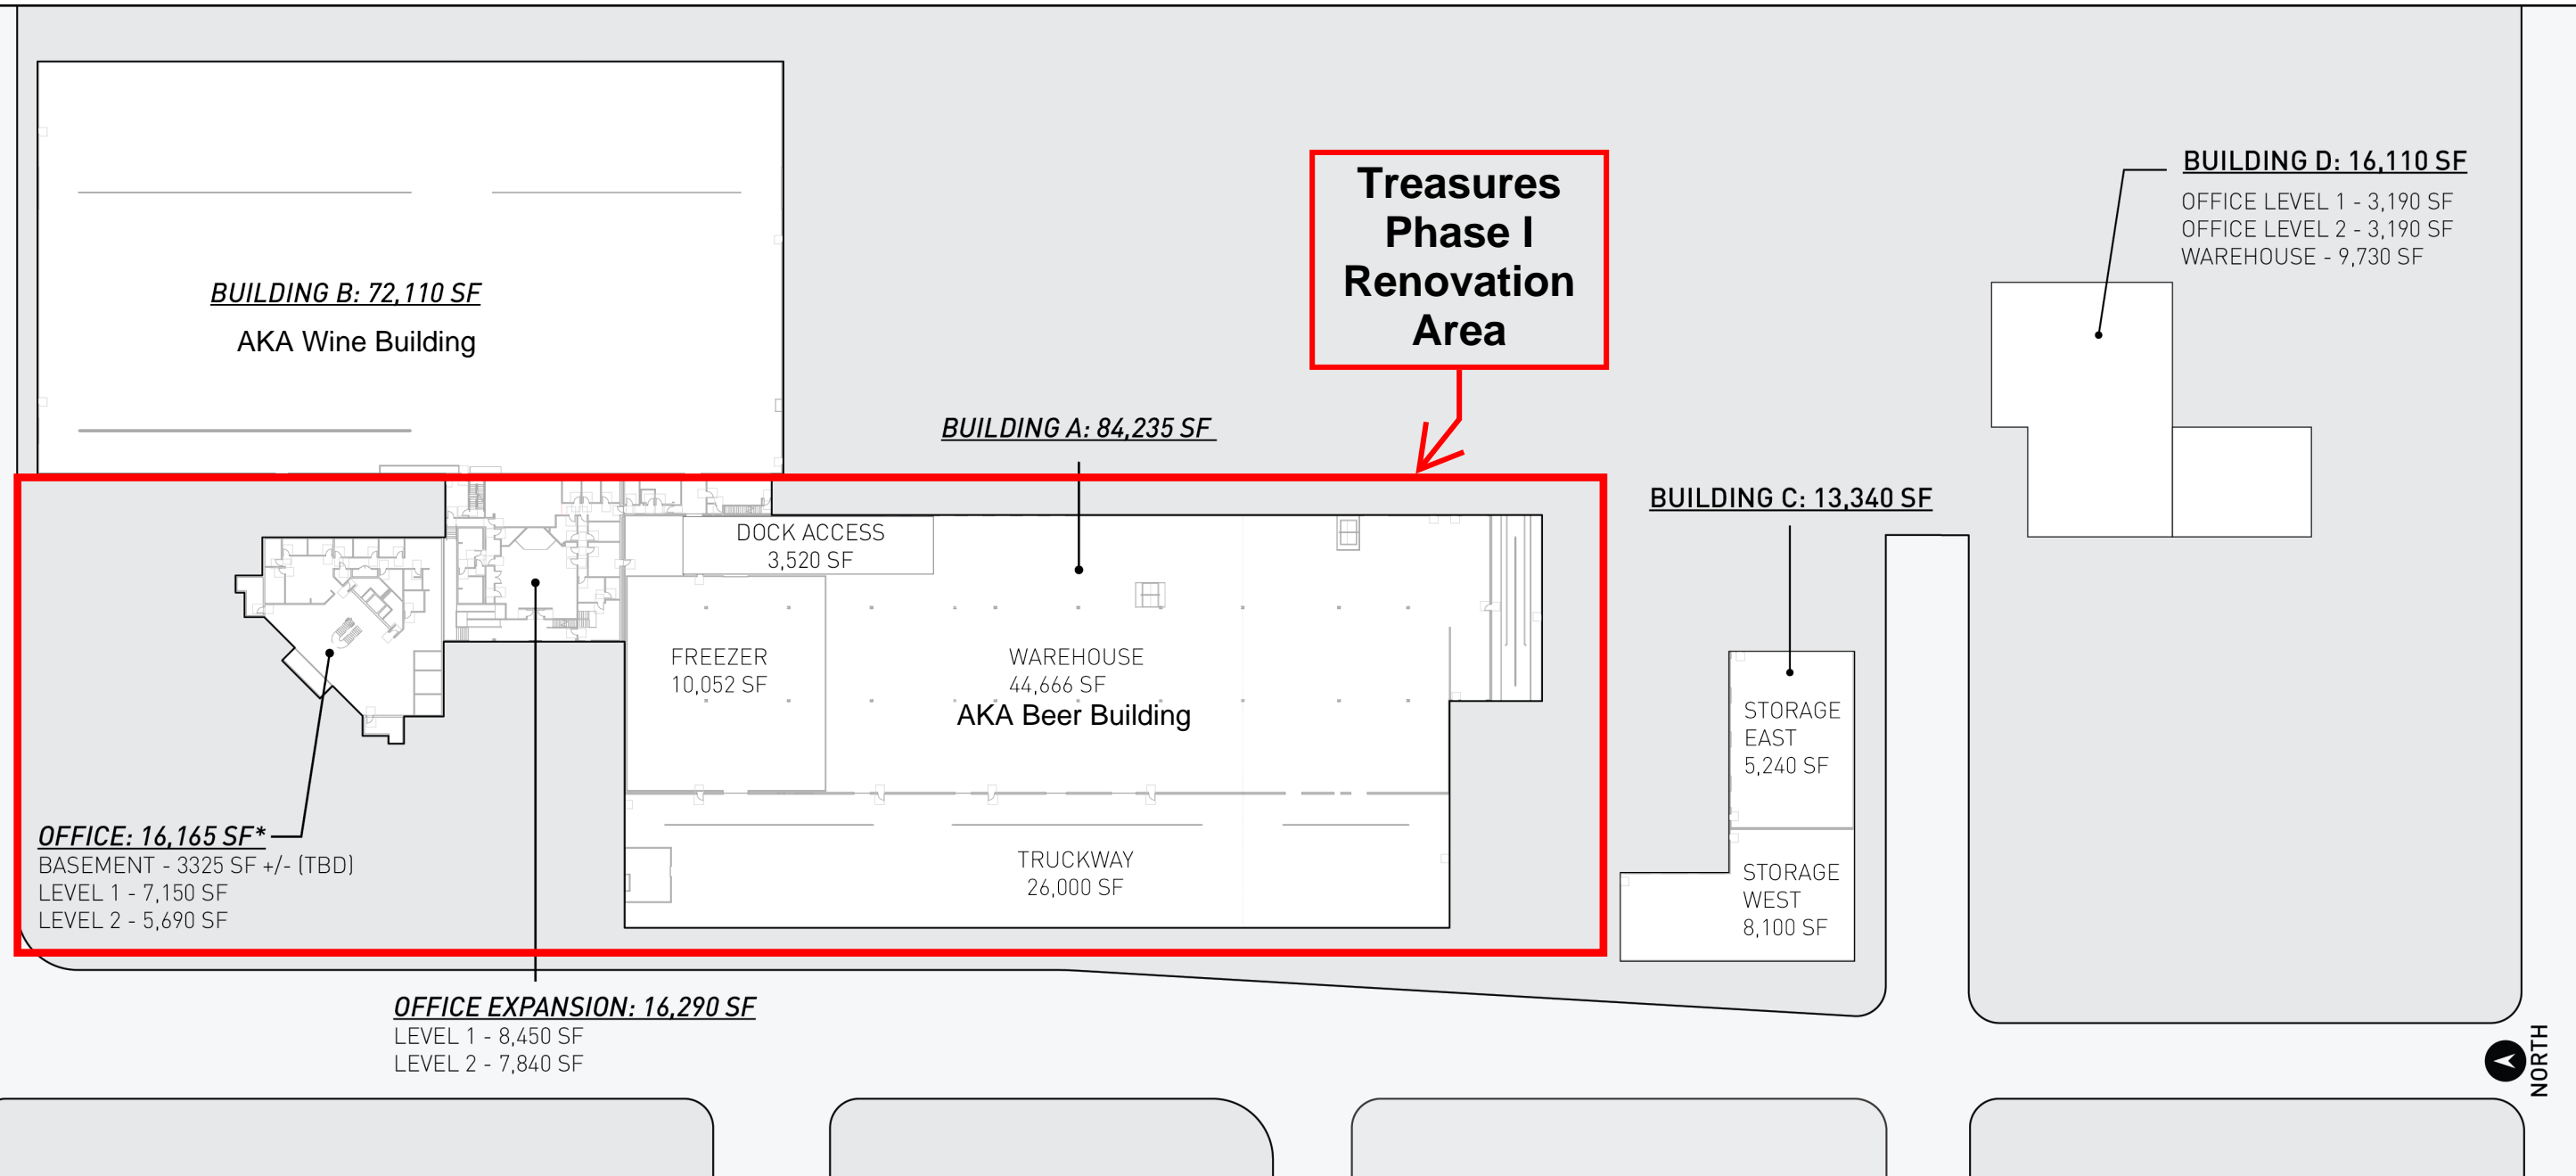 BUILDING B: 72,110 SF
AKA Wine Building
Treasures
Phase I
Renovation
Area
BUILDING D: 16,110 SF
OFFICE LEVEL 1 - 3,190 SF
OFFICE LEVEL 2 - 3,190 SF
WAREHOUSE - 9,730 SF
BUILDING A: 84,235 SF
BUILDING C: 13,340 SF
DOCK ACCESS
3,520 SF
FREEZER
10,052 SF
WAREHOUSE
44,666 SF
AKA Beer Building
STORAGE
EAST
5,240 SF
OFFICE: 16,165 SF*
BASEMENT - 3325 SF +/- (TBD)
LEVEL 1 - 7,150 SF
LEVEL 2 - 5,690 SF
TRUCKWAY
26,000 SF
STORAGE
WEST
8,100 SF
OFFICE EXPANSION: 16,290 SF
LEVEL 1 - 8,450 SF
LEVEL 2 - 7,840 SF
NORTH